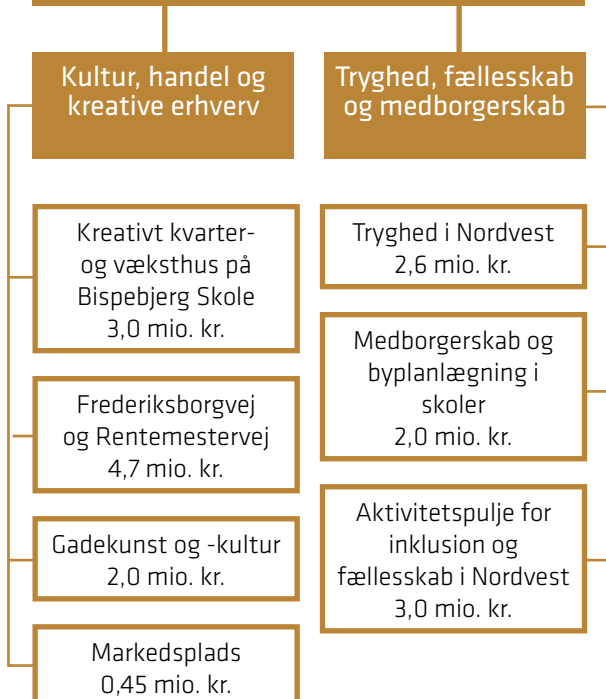 Kultur, handel og
kreative erhverv
Kreativt kvarter-
og væksthus på
Bispebjerg Skole
3,0 mio. kr.
Frederiksborgvej
og Rentemestervej
4,7 mio. kr.
Gadekunst og -kultur
2,0 mio. kr.
Markedsplads
0,45 mio. kr.
Tryghed, fællesskab
og medborgerskab
Tryghed i Nordvest
2,6 mio. kr.
Medborgerskab og
byplanlægning i
skoler
2,0 mio. kr.
Aktivitetspulje for
inklusion og
fællesskab i Nordvest
3,0 mio. kr.